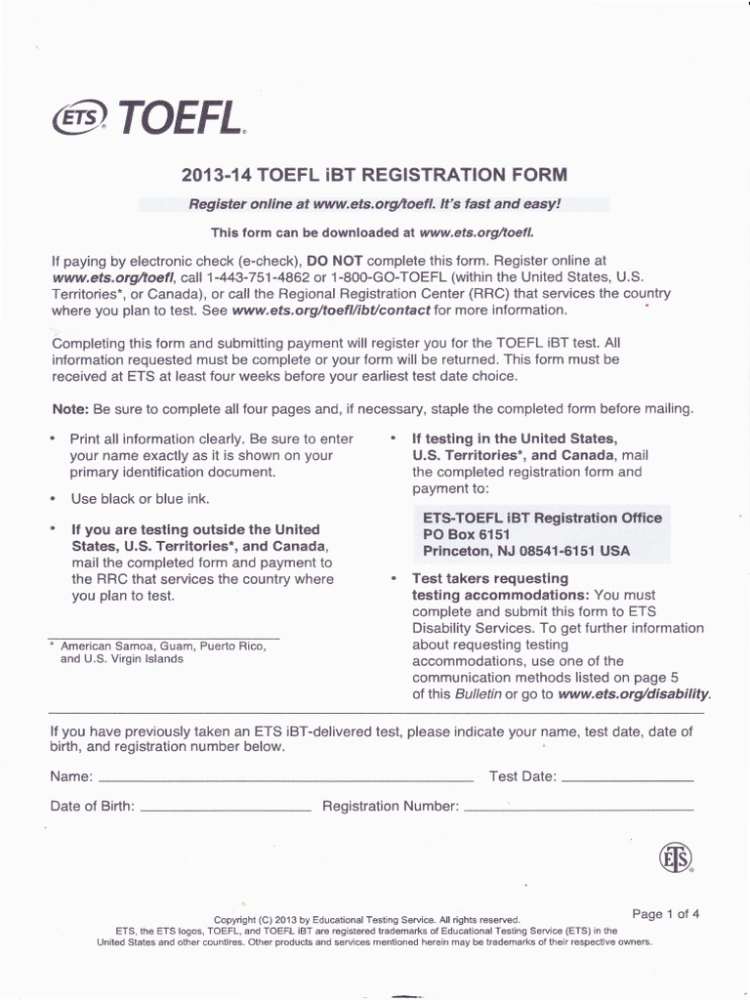 ETS® TOEFL®
2013-14 TOEFL iBT REGISTRATION FORM
Register online at www.ets.org/toefl. It's fast and easy!
This form can be downloaded at www.ets.org/toefl.
If paying by electronic check (e-check), DO NOT complete this form. Register online at
www.ets.org/toefl, call 1-443-751-4862 or 1-800-GO-TOEFL (within the United States, U.S.
Territories*, or Canada), or call the Regional Registration Center (RRC) that services the country
where you plan to test. See www.ets.org/toefl/ibt/contact for more information.
Completing this form and submitting payment will register you for the TOEFL iBT test. All
information requested must be complete or your form will be returned. This form must be
received at ETS at least four weeks before your earliest test date choice.
Note: Be sure to complete all four pages and, if necessary, staple the completed form before mailing.
• Print all information clearly. Be sure to enter
your name exactly as it is shown on your
primary identification document.
• Use black or blue ink.
• If you are testing outside the United
States, U.S. Territories*, and Canada,
mail the completed form and payment to
the RRC that services the country where
you plan to test.
* American Samoa, Guam, Puerto Rico,
and U.S. Virgin Islands
• If testing in the United States,
U.S. Territories*, and Canada, mail
the completed registration form and
payment to:
ETS-TOEFL iBT Registration Office
PO Box 6151
Princeton, NJ 08541-6151 USA
• Test takers requesting
testing accommodations: You must
complete and submit this form to ETS
Disability Services. To get further information
about requesting testing
accommodations, use one of the
communication methods listed on page 5
of this Bulletin or go to www.ets.org/disability.
If you have previously taken an ETS iBT-delivered test, please indicate your name, test date, date of
birth, and registration number below.
Name: Test Date:
Date of Birth: Registration Number:
ETS®
Page 1 of 4
Copyright (C) 2013 by Educational Testing Service. All rights reserved.
ETS, the ETS logos, TOEFL, and TOEFL iBT are registered trademarks of Educational Testing Service (ETS) in the
United States and other countires. Other products and services mentioned herein may be trademarks of their respective owners.